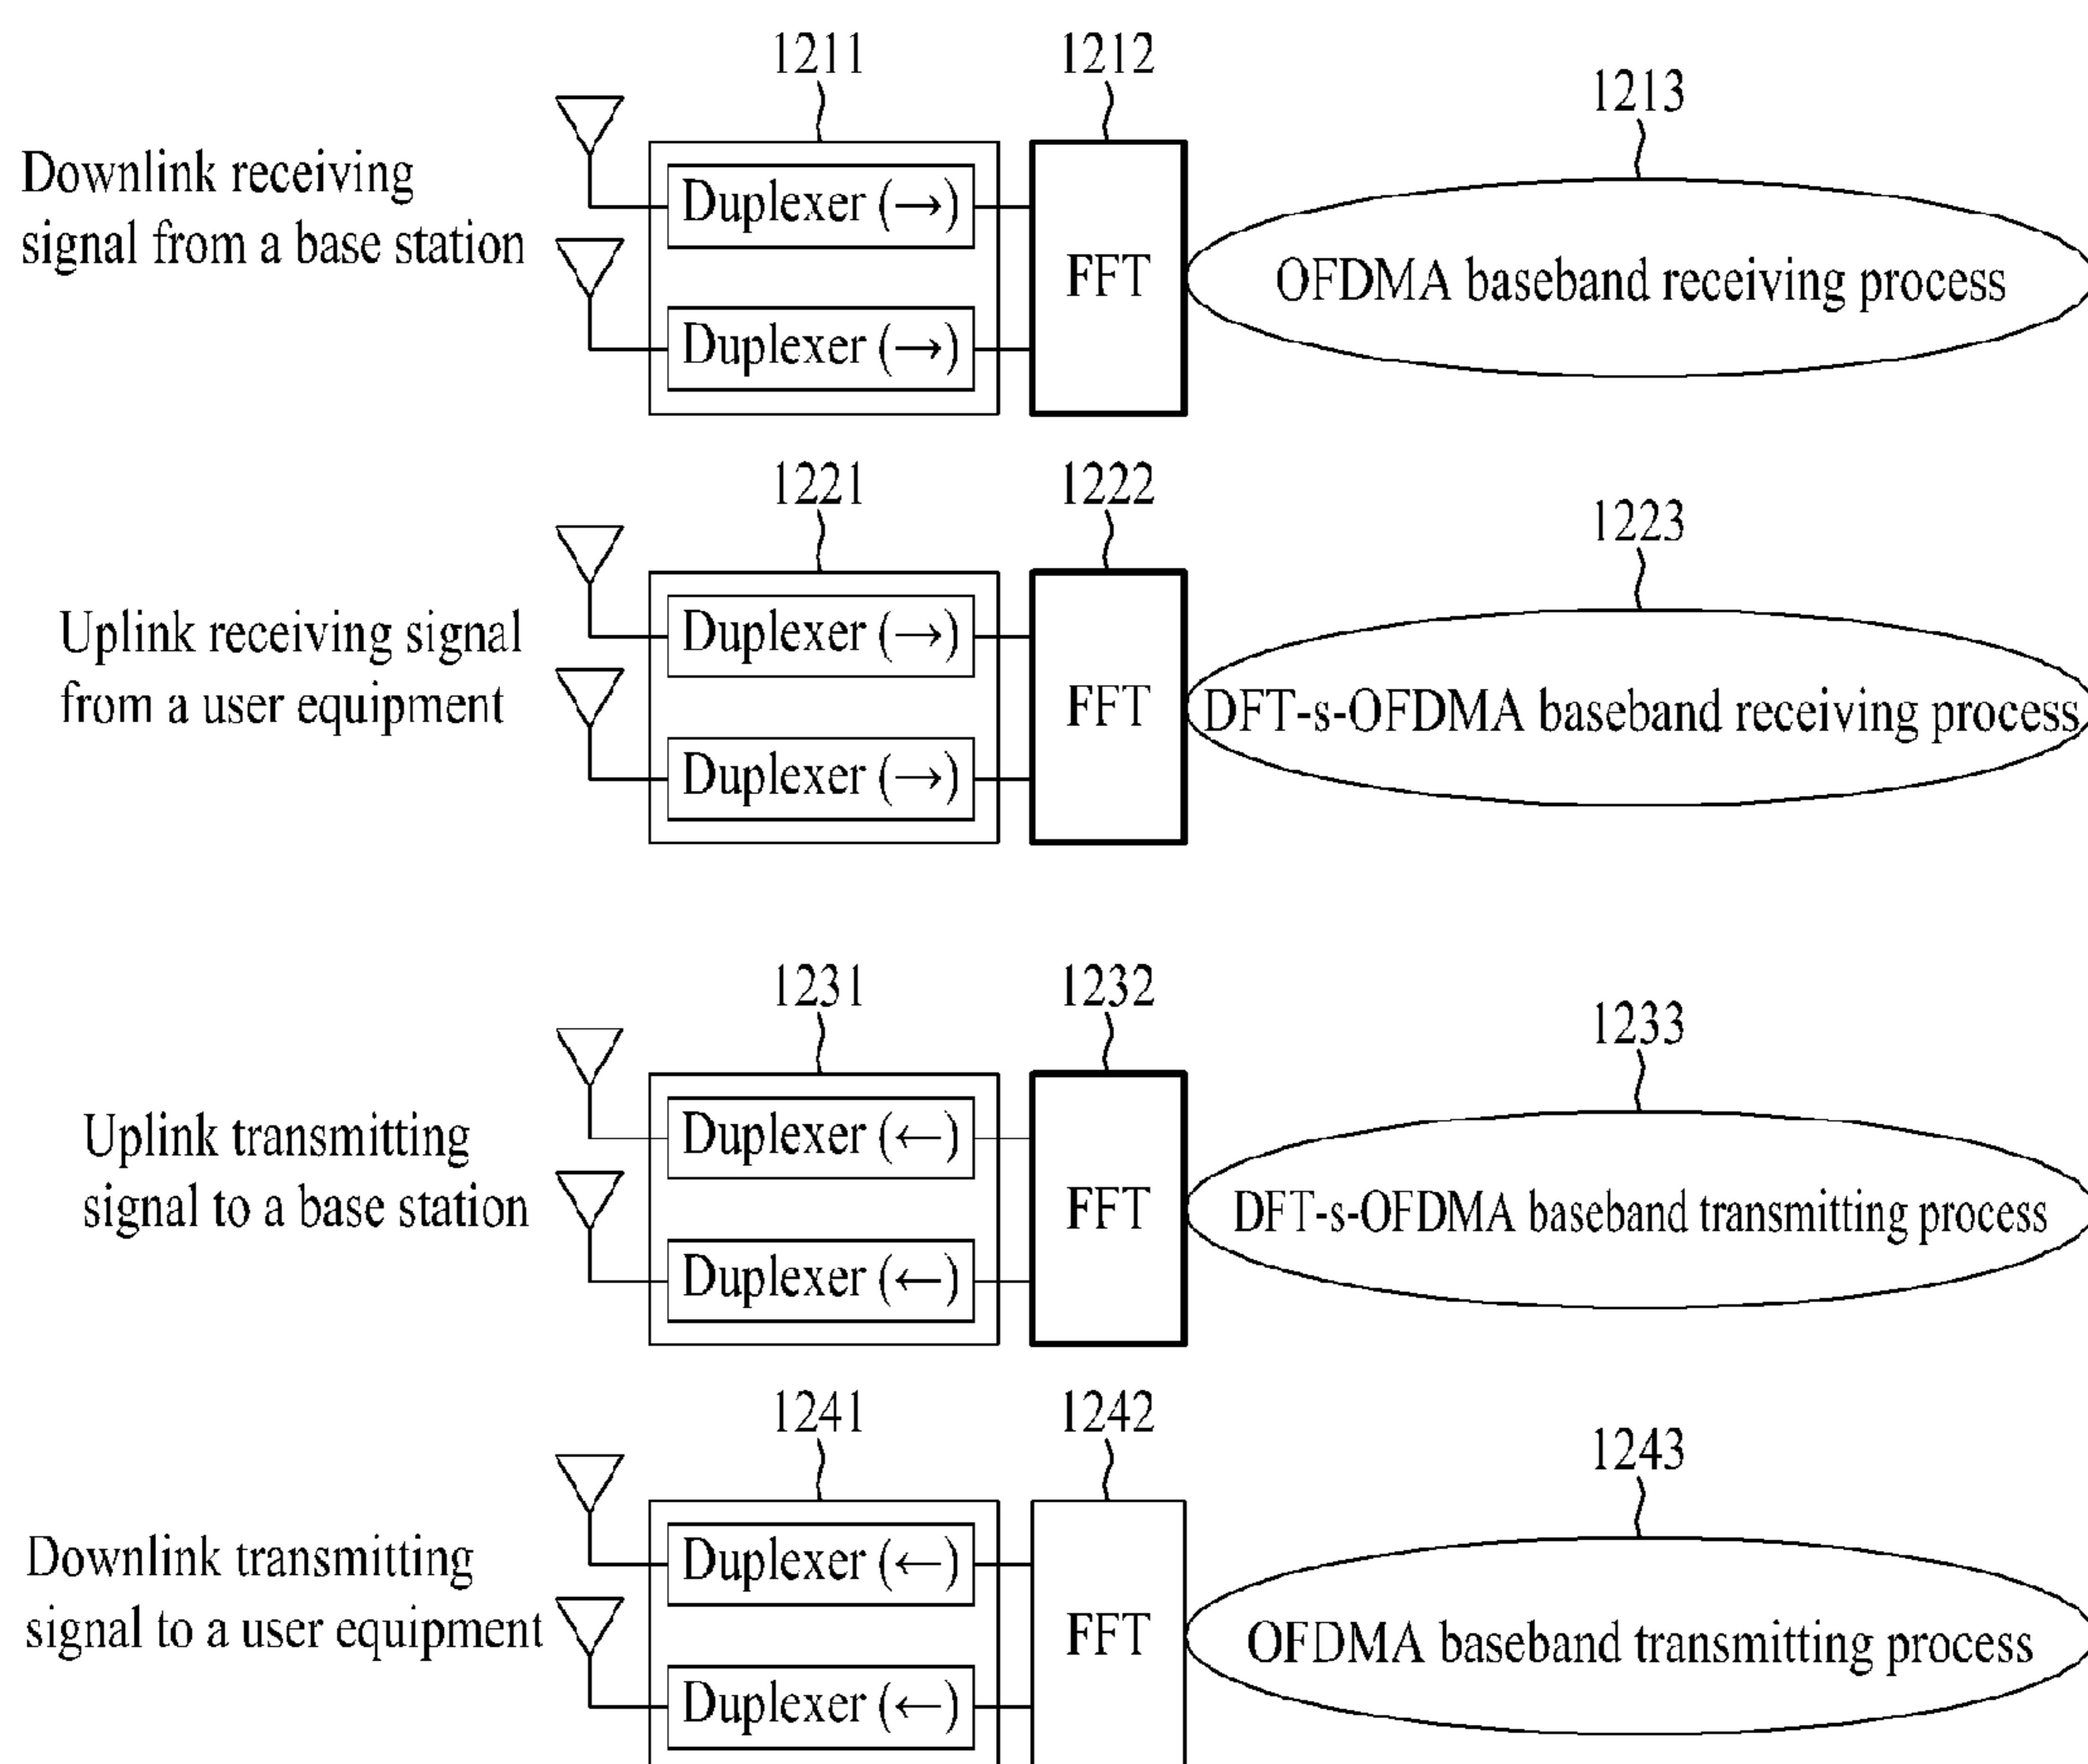 1211
1212
1213
Downlink receiving
signal from a base station
Duplexer (→)
Duplexer (→)
FFT
OFDMA baseband receiving process
1221
1222
1223
Uplink receiving signal
from a user equipment
Duplexer (→)
Duplexer (→)
FFT
DFT-s-OFDMA baseband receiving process
1231
1232
1233
Uplink transmitting
signal to a base station
Duplexer (←)
Duplexer (←)
FFT
DFT-s-OFDMA baseband transmitting process
1241
1242
1243
Downlink transmitting
signal to a user equipment
Duplexer (←)
Duplexer (←)
FFT
OFDMA baseband transmitting process